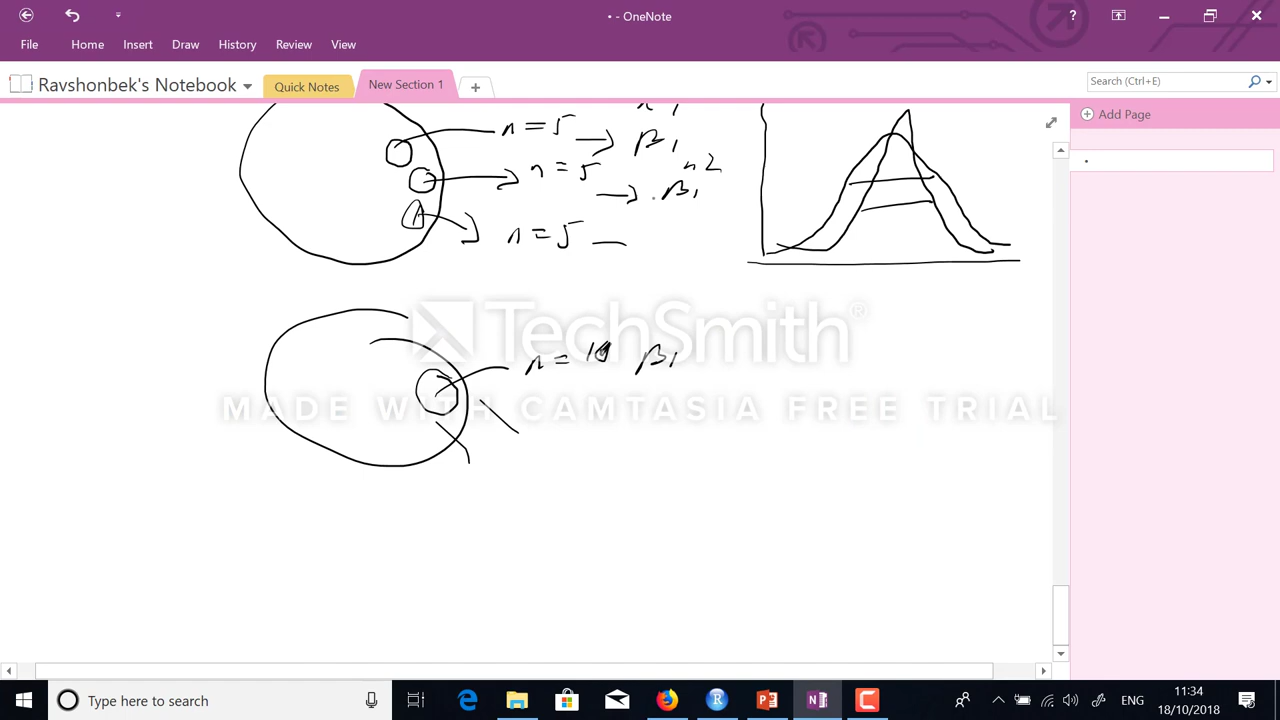 • - OneNote
?
File Home Insert Draw History Review View
Ravshonbek's Notebook Quick Notes New Section 1 +
Search (Ctrl+E)
Add Page
n = 5 → β1
n = 5 n2
→ β1
n = 5
TechSmith®
n = 10 β1
MADE WITH CAMTASIA FREE TRIAL
Type here to search
ENG
11:34
18/10/2018